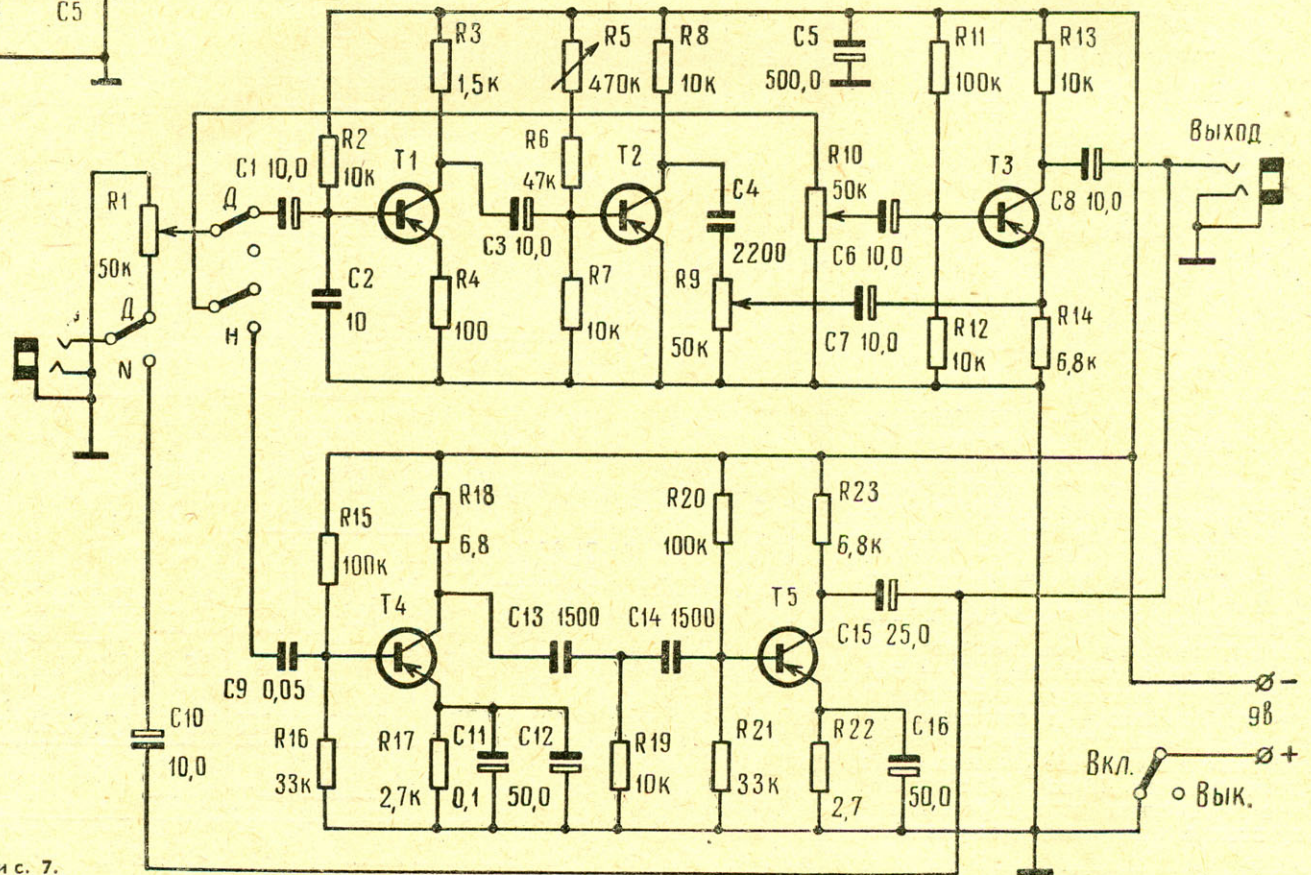 C5
R3
1,5к
R5
470к
R8
10к
C5
500,0
R11
100к
R13
10к
Выход
R2
10к
C1 10,0
Д
T1
R6
47к
T2
R10
50к
T3
C8 10,0
R1
50к
C3 10,0
C4
2200
C6 10,0
C2
10
R4
100
R7
10к
R9
50к
C7 10,0
R12
10к
R14
6,8к
Д
N
Н
R18
6,8
R20
100к
R23
6,8к
R15
100к
T4
C13 1500
C14 1500
T5
C15 25,0
C9 0,05
C10
10,0
R16
33к
R17
2,7к
C11
0,1
C12
50,0
R19
10к
R21
33к
R22
2,7
C16
50,0
−
9в
+
Вкл.
Вык.
ис. 7.